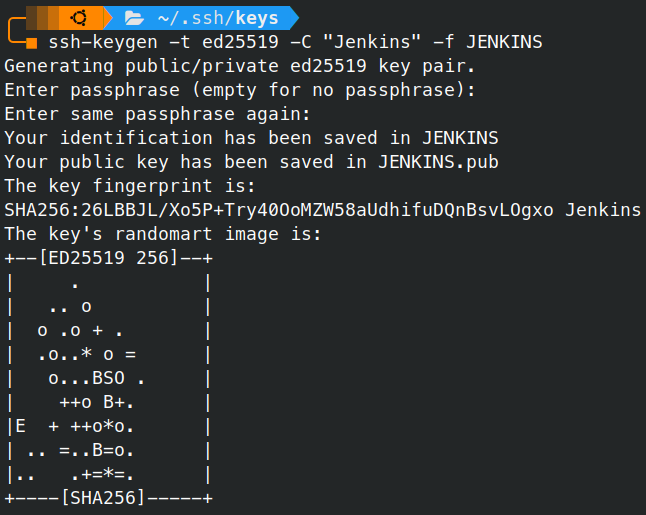 ~/.ssh/keys
ssh-keygen -t ed25519 -C "Jenkins" -f JENKINS
Generating public/private ed25519 key pair.
Enter passphrase (empty for no passphrase):
Enter same passphrase again:
Your identification has been saved in JENKINS
Your public key has been saved in JENKINS.pub
The key fingerprint is:
SHA256:26LBBJL/Xo5P+Try40OoMZW58aUdhifuDQnBsvLOgxo Jenkins
The key's randomart image is:
+--[ED25519 256]--+
|     .           |
|   .. o          |
|  o .o + .       |
|  .o..* o =      |
|   o...BSO .     |
|    ++o B+.      |
|E  + ++o*o.      |
| .. =..B=o.      |
|..   .+=*=.      |
+----[SHA256]-----+